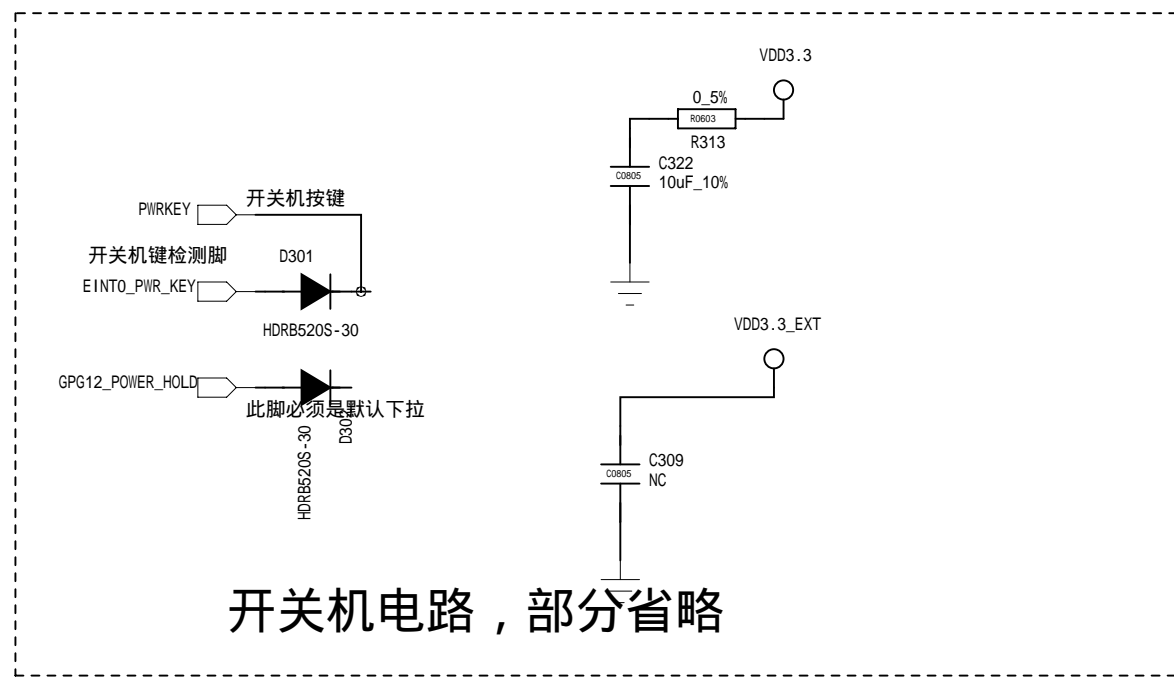 VDD3.3
0_5%
R0603
R313
C322
C0805
10uF_10%
开关机按键
PWRKEY
开关机键检测脚
D301
EINT0_PWR_KEY
HDRB520S-30
VDD3.3_EXT
GPG12_POWER_HOLD
此脚必须是默认下拉
HDRB520S-30
C309
C0805
NC
开关机电路，部分省略